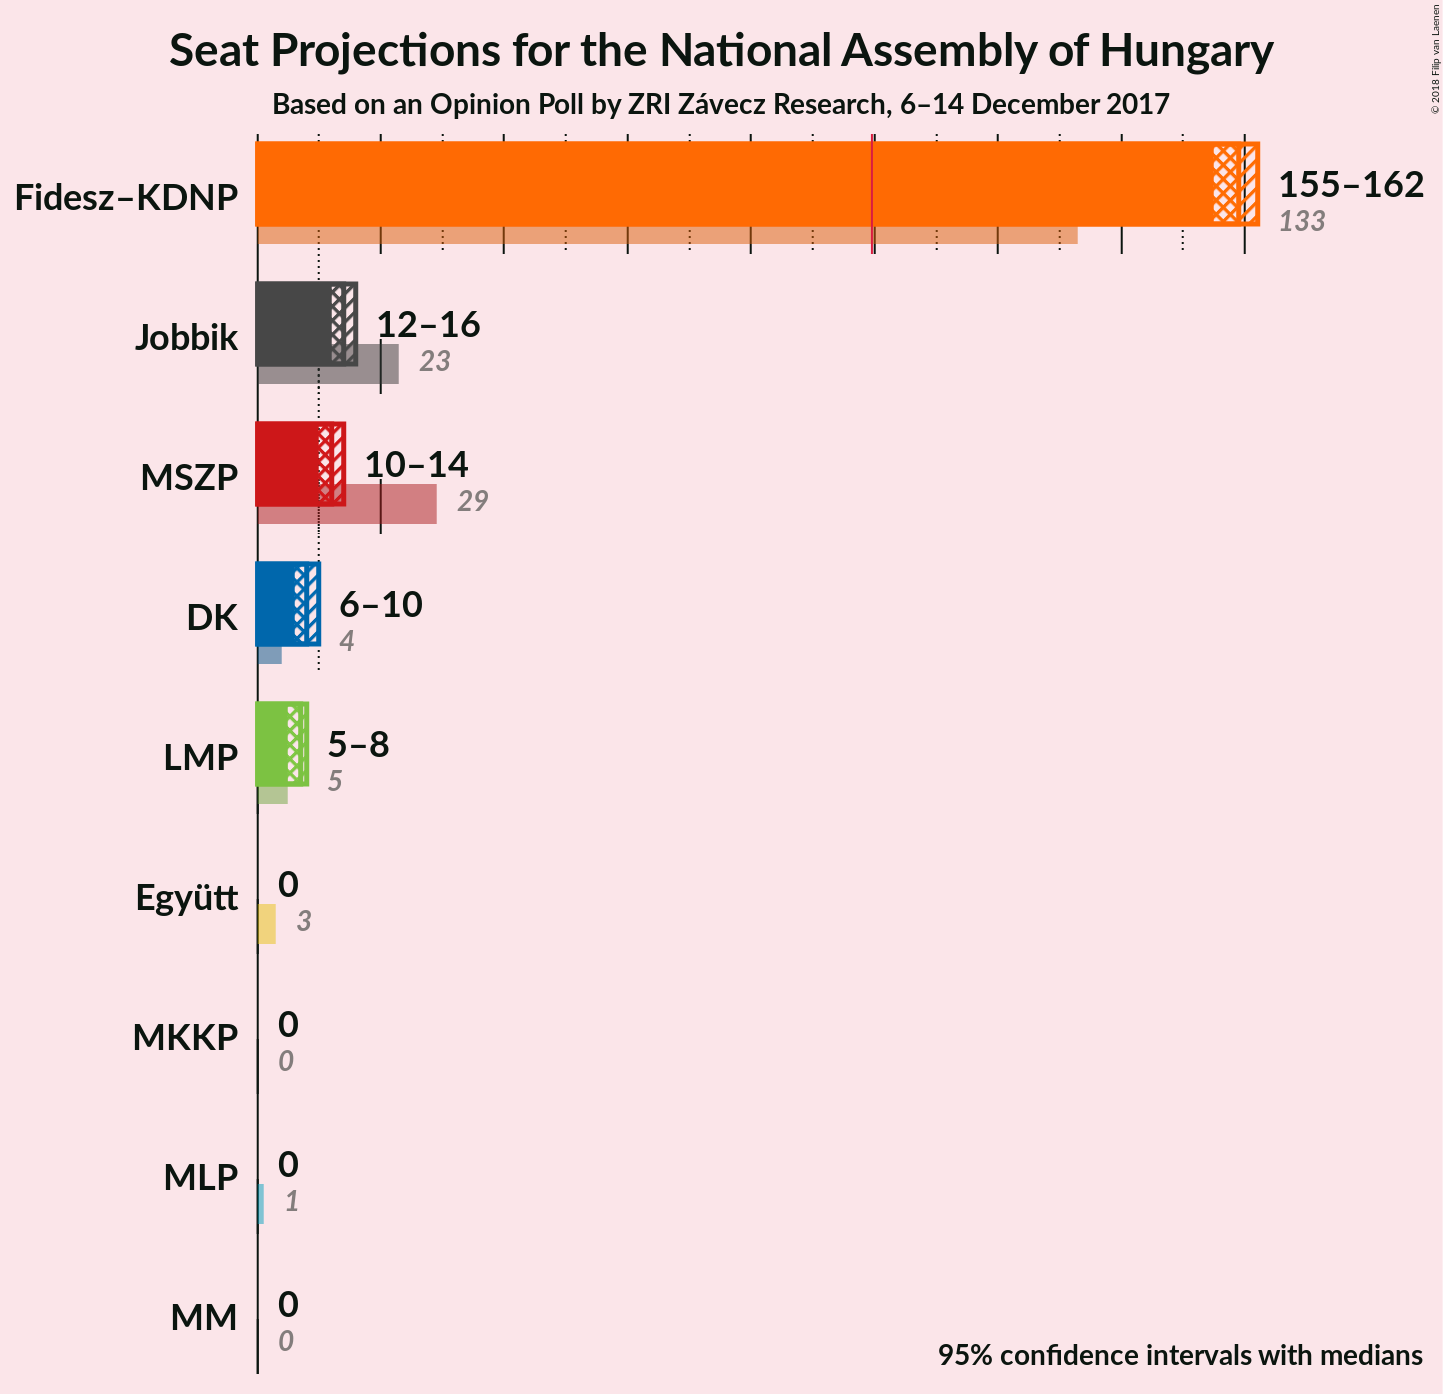 Seat Projections for the National Assembly of Hungary
Based on an Opinion Poll by ZRI Závecz Research, 6–14 December 2017
© 2018 Filip van Laenen
Fidesz–KDNP
155–162
133
Jobbik
12–16
23
MSZP
10–14
29
DK
6–10
4
LMP
5–8
5
Együtt
0
3
MKKP
0
0
MLP
0
1
MM
0
0
95% confidence intervals with medians